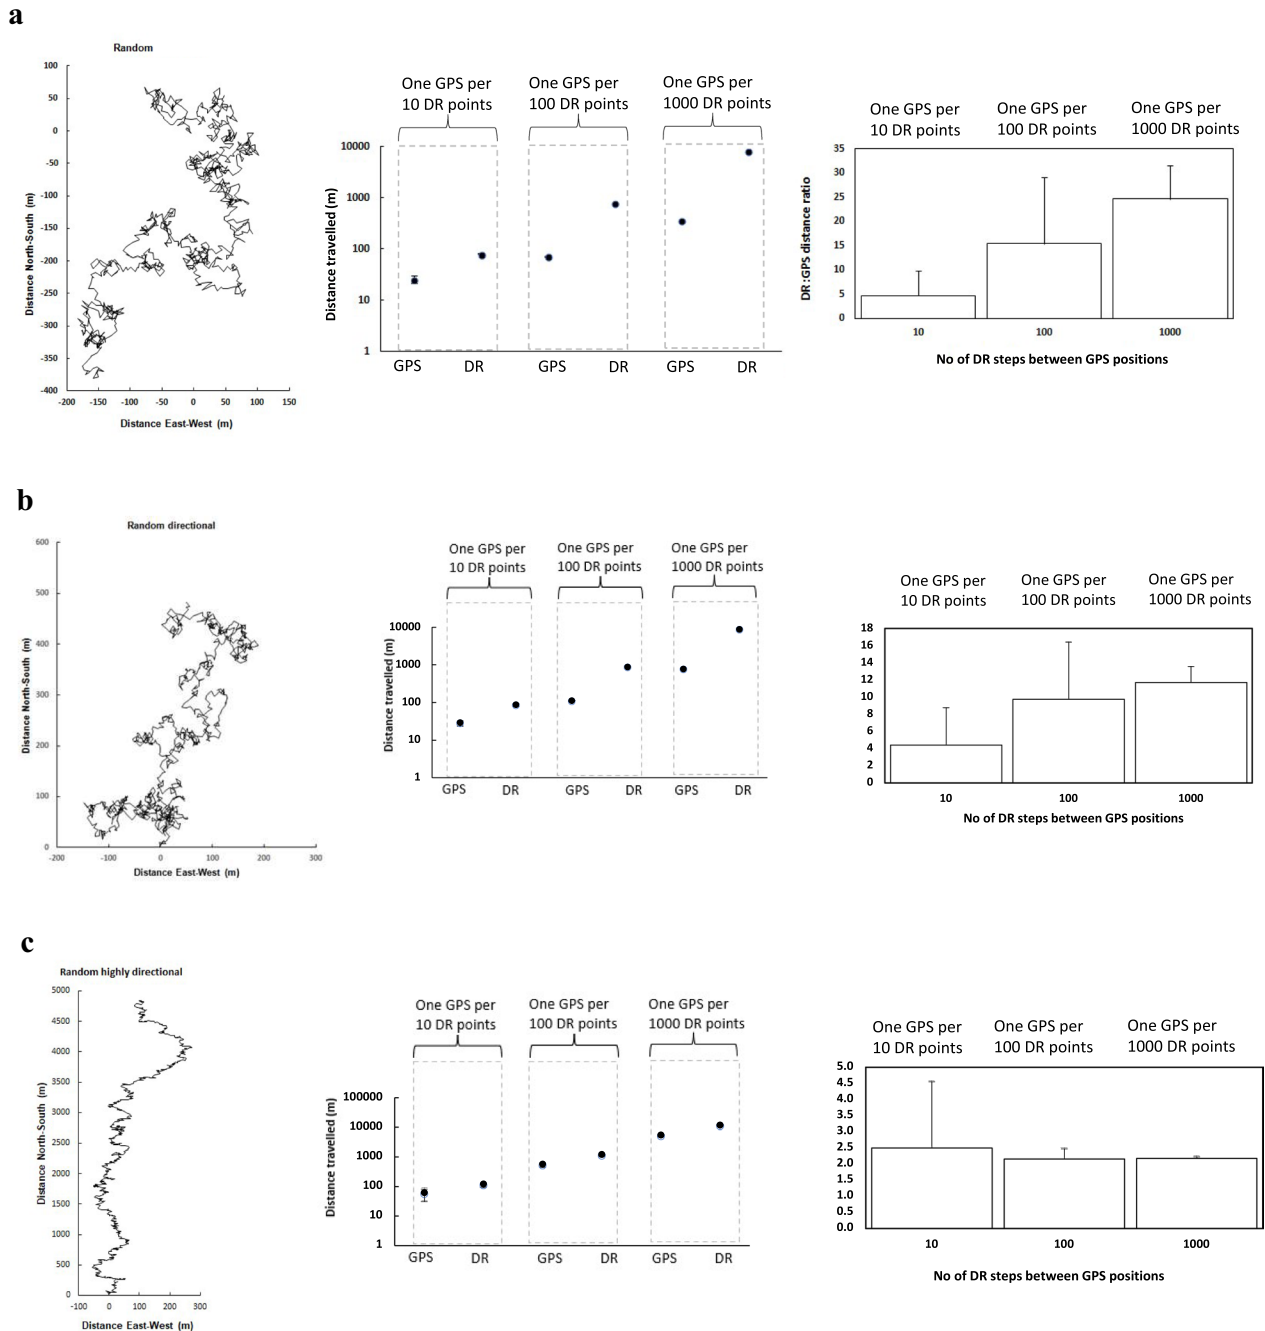 a
Random
100
50
0
-50
-100
-150
-200
-250
-300
-350
-400
-200 -150 -100 -50 0 50 100 150
Distance North-South (m)
Distance East-West (m)
One GPS per
10 DR points
One GPS per
100 DR points
One GPS per
1000 DR points
10000
1000
100
10
1
Distance travelled (m)
GPS DR GPS DR GPS DR
One GPS per
10 DR points
One GPS per
100 DR points
One GPS per
1000 DR points
35
30
25
20
15
10
5
0
DR:GPS distance ratio
10 100 1000
No of DR steps between GPS positions
b
Random directional
600
500
400
300
200
100
0
-200 -100 0 100 200 300
Distance North-South (m)
Distance East-West (m)
One GPS per
10 DR points
One GPS per
100 DR points
One GPS per
1000 DR points
10000
1000
100
10
1
Distance travelled (m)
GPS DR GPS DR GPS DR
One GPS per
10 DR points
One GPS per
100 DR points
One GPS per
1000 DR points
18
16
14
12
10
8
6
4
2
0
10 100 1000
No of DR steps between GPS positions
c
Random highly directional
5000
4500
4000
3500
3000
2500
2000
1500
1000
500
0
-100 0 100 200 300
Distance North-South (m)
Distance East-West (m)
One GPS per
10 DR points
One GPS per
100 DR points
One GPS per
1000 DR points
100000
10000
1000
100
10
1
Distance travelled (m)
GPS DR GPS DR GPS DR
One GPS per
10 DR points
One GPS per
100 DR points
One GPS per
1000 DR points
5.0
4.5
4.0
3.5
3.0
2.5
2.0
1.5
1.0
0.5
0.0
10 100 1000
No of DR steps between GPS positions